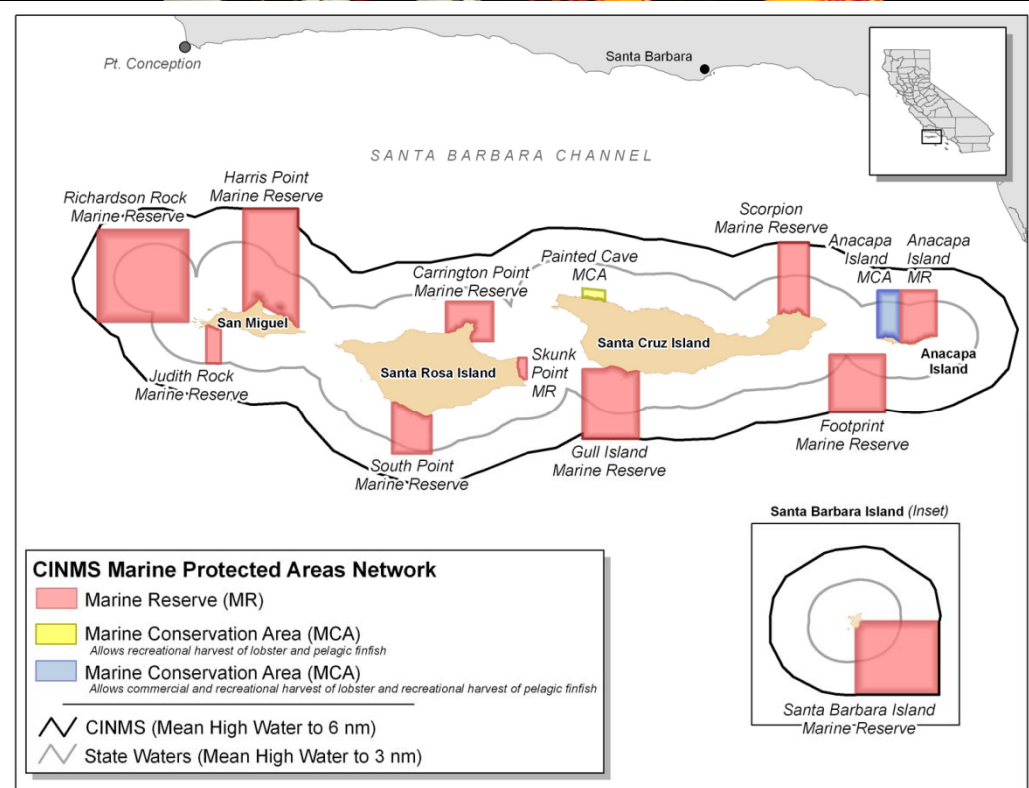 Pt. Conception
Santa Barbara
SANTA BARBARA CHANNEL
Richardson Rock
Marine Reserve
Harris Point
Marine Reserve
Carrington Point
Marine Reserve
Painted Cave
MCA
Scorpion
Marine Reserve
Anacapa
Island
MCA
Anacapa
Island
MR
San Miguel
Santa Rosa Island
Santa Cruz Island
Anacapa
Island
Judith Rock
Marine Reserve
Skunk
Point
MR
South Point
Marine Reserve
Gull Island
Marine Reserve
Footprint
Marine Reserve
Santa Barbara Island (Inset)
Santa Barbara Island
Marine Reserve
CINMS Marine Protected Areas Network
Marine Reserve (MR)
Marine Conservation Area (MCA)
Allows recreational harvest of lobster and pelagic finfish
Marine Conservation Area (MCA)
Allows commercial and recreational harvest of lobster and recreational harvest of pelagic finfish
CINMS (Mean High Water to 6 nm)
State Waters (Mean High Water to 3 nm)